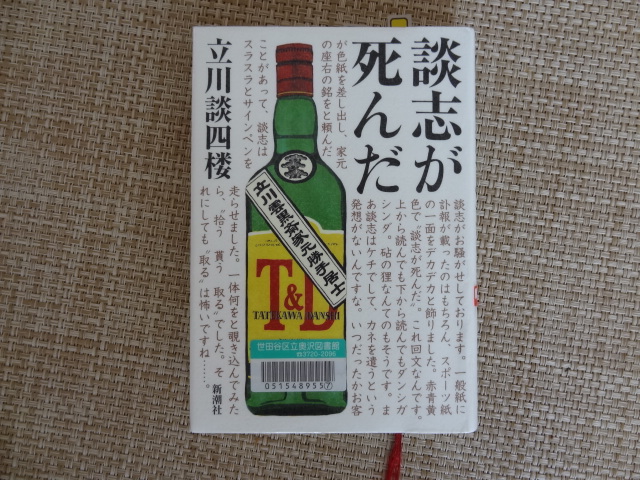 談志が
死んだ
立川談四楼
談志がお騒がせしております。一般紙に
訃報が載ったのはもちろん、スポーツ紙
の一面をデカデカと飾りました。赤青黄
色で〝談志が死んだ〟。これ回文なんです。
上から読んでも下から読んでもダンシガ
シンダ。砧の狸なんてのもそうです。ま
あ談志はケチでして、カネを遣うという
発想がないんですな。いつだったかお客
が色紙を差し出し、家元
の座右の銘をと頼んだ
ことがあって、談志は
スラスラとサインペンを
走らせました。一体何をと覗き込んでみた
ら〝拾う 貰う 取る〟でした。そ
れにしても〝取る〟は怖いですね……。
新潮社
立川雲黒斎家元勝手居士
T&D
TATEKAWA DANSHI
世田谷区立奥沢図書館
☎3720-2295
0515489557